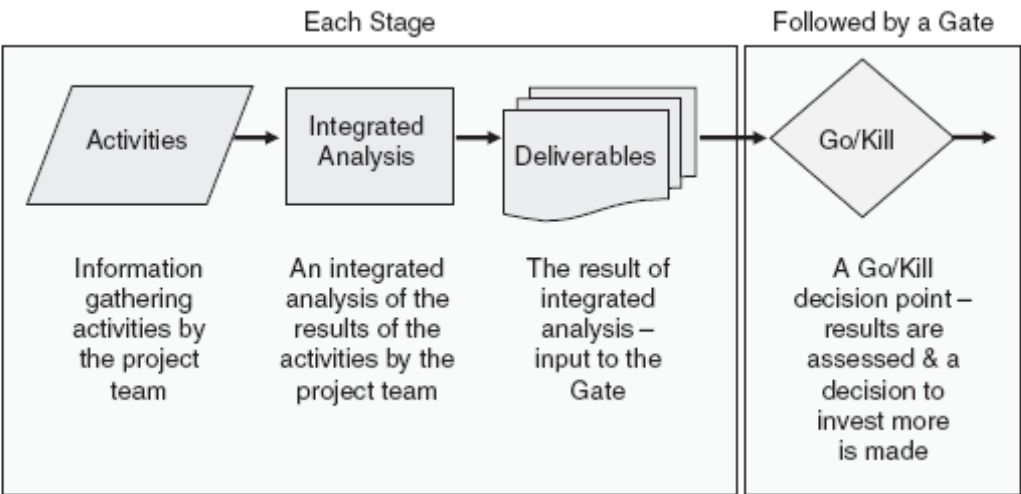 Each Stage
Followed by a Gate
Activities
Integrated
Analysis
Deliverables
Go/Kill
Information
gathering
activities by
the project
team
An integrated
analysis of the
results of the
activities by the
project team
The result of
integrated
analysis –
input to the
Gate
A Go/Kill
decision point –
results are
assessed & a
decision to
invest more
is made